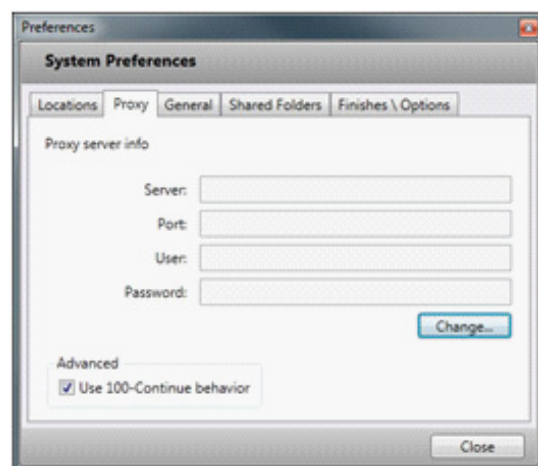 Preferences
System Preferences
Locations Proxy General Shared Folders Finishes \ Options
Proxy server info
Server:
Port:
User:
Password:
Change...
Advanced
Use 100-Continue behavior
Close